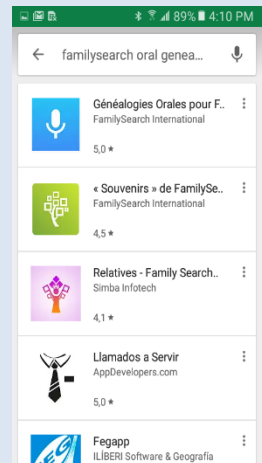 89% 4:10 PM
familysearch oral genea...
Généalogies Orales pour F..
FamilySearch International
5,0 ★
« Souvenirs » de FamilySe..
FamilySearch International
4,5 ★
Relatives - Family Search..
Simba Infotech
4,1 ★
Llamados a Servir
AppDevelopers.com
5,0 ★
Fegapp
ILÍBERI Software & Geografía